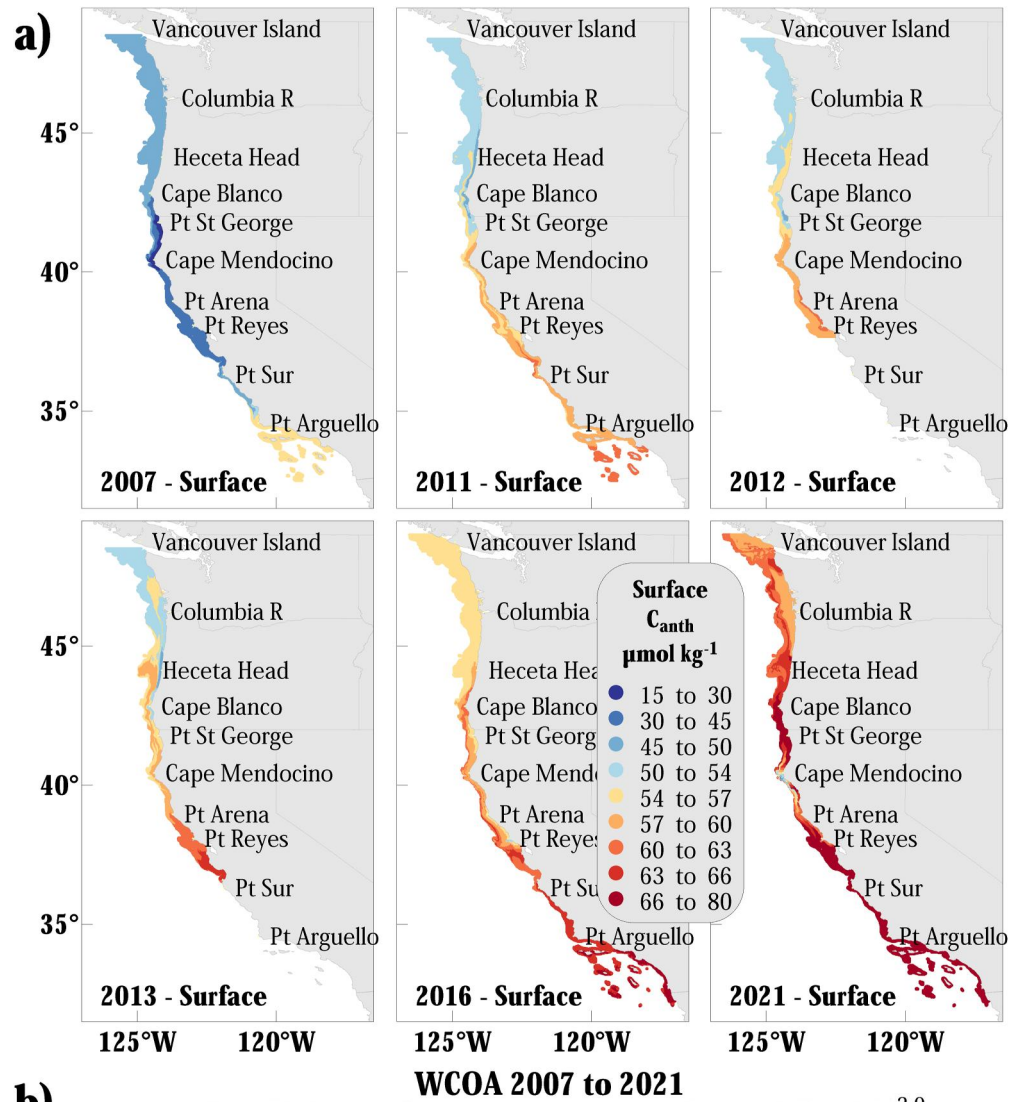 a)
Vancouver Island
Columbia R
45°
Heceta Head
Cape Blanco
Pt St George
40°
Cape Mendocino
Pt Arena
Pt Reyes
Pt Sur
35°
Pt Arguello
2007 - Surface
Vancouver Island
Columbia R
Heceta Head
Cape Blanco
Pt St George
Cape Mendocino
Pt Arena
Pt Reyes
Pt Sur
Pt Arguello
2011 - Surface
Vancouver Island
Columbia R
Heceta Head
Cape Blanco
Pt St George
Cape Mendocino
Pt Arena
Pt Reyes
Pt Sur
Pt Arguello
2012 - Surface
Vancouver Island
Columbia R
45°
Heceta Head
Cape Blanco
Pt St George
40°
Cape Mendocino
Pt Arena
Pt Reyes
Pt Sur
35°
Pt Arguello
2013 - Surface
125°W 120°W
Vancouver Island
Columbia
Heceta Hea
Cape Blanco
Pt St Georg
Cape Mend
Pt Arena
Pt Reyes
Pt Su
Pt Arguello
2016 - Surface
125°W 120°W
Surface
Canth
µmol kg-1
15 to 30
30 to 45
45 to 50
50 to 54
54 to 57
57 to 60
60 to 63
63 to 66
66 to 80
Vancouver Island
Columbia R
Heceta Head
Cape Blanco
Pt St George
Cape Mendocino
Pt Arena
Pt Reyes
Pt Sur
Pt Arguello
2021 - Surface
125°W 120°W
WCOA 2007 to 2021
b)